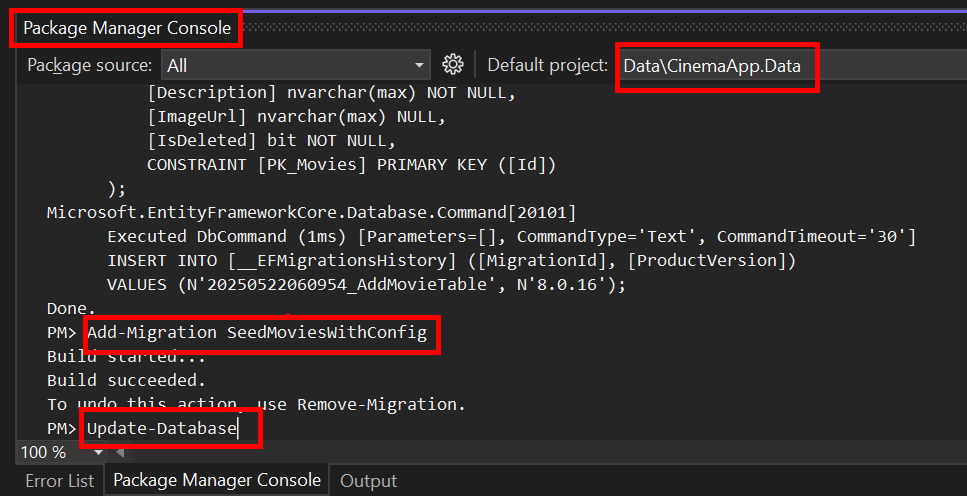 Package Manager Console
Package source: All Default project: Data\CinemaApp.Data
[Description] nvarchar(max) NOT NULL,
[ImageUrl] nvarchar(max) NULL,
[IsDeleted] bit NOT NULL,
CONSTRAINT [PK_Movies] PRIMARY KEY ([Id])
);
Microsoft.EntityFrameworkCore.Database.Command[20101]
Executed DbCommand (1ms) [Parameters=[], CommandType='Text', CommandTimeout='30']
INSERT INTO [__EFMigrationsHistory] ([MigrationId], [ProductVersion])
VALUES (N'20250522060954_AddMovieTable', N'8.0.16');
Done.
PM> Add-Migration SeedMoviesWithConfig
Build started...
Build succeeded.
To undo this action, use Remove-Migration.
PM> Update-Database
100 %
Error List Package Manager Console Output